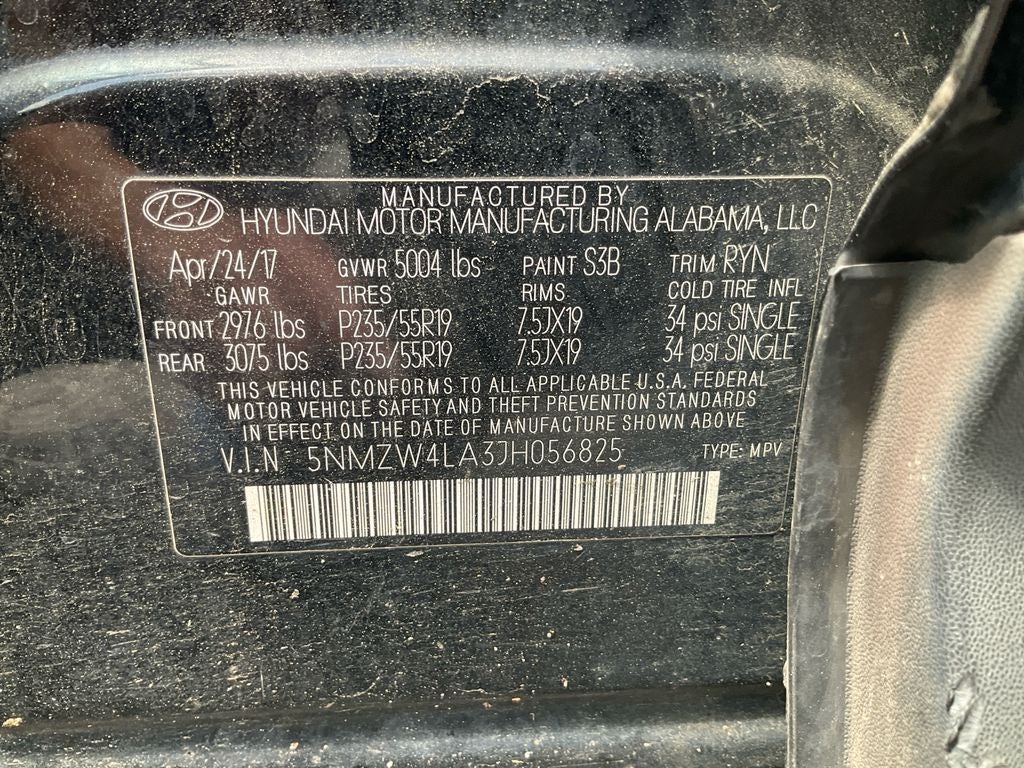 MANUFACTURED BY
HYUNDAI MOTOR MANUFACTURING ALABAMA, LLC
Apr/24/17 GVWR 5004 lbs PAINT S3B TRIM RYN
GAWR TIRES RIMS COLD TIRE INFL
FRONT 2976 lbs P235/55R19 7.5JX19 34 psi SINGLE
REAR 3075 lbs P235/55R19 7.5JX19 34 psi SINGLE
THIS VEHICLE CONFORMS TO ALL APPLICABLE U.S.A. FEDERAL
MOTOR VEHICLE SAFETY AND THEFT PREVENTION STANDARDS
IN EFFECT ON THE DATE OF MANUFACTURE SHOWN ABOVE
V.I.N 5NMZW4LA3JH056825 TYPE: MPV